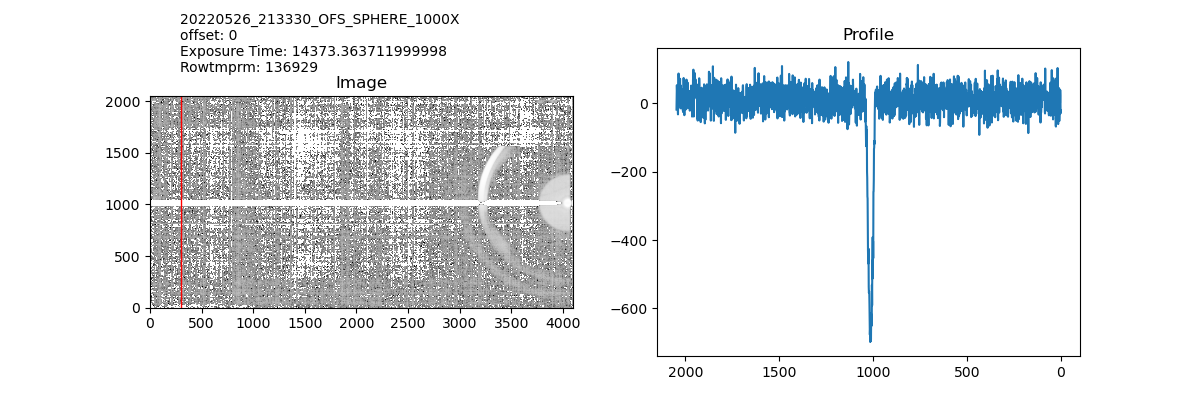 20220526_213330_OFS_SPHERE_1000X
offset: 0
Exposure Time: 14373.363711999998
Rowtmprm: 136929
Image
2000
1500
1000
500
0
0 500 1000 1500 2000 2500 3000 3500 4000
Profile
0
−200
−400
−600
2000 1500 1000 500 0